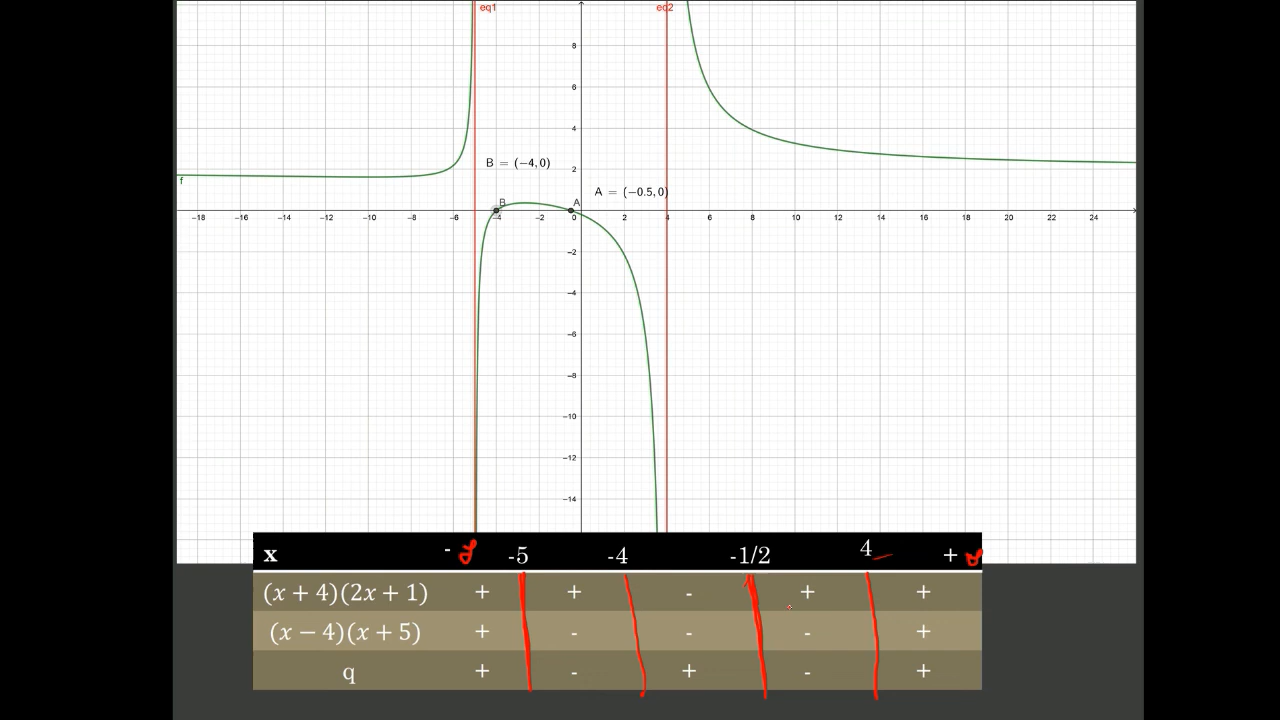 eq1 eq2
8
6
4
B = (−4, 0)
2
A = (−0.5, 0)
f
B A
−18 −16 −14 −12 −10 −8 −6 −4 −2 0 2 4 6 8 10 12 14 16 18 20 22 24
−2
−4
−6
−8
−10
−12
−14
x - ∞ -5 -4 -1/2 4 + ∞
(x + 4)(2x + 1) + + - + +
(x − 4)(x + 5) + - - - +
q + - + - +